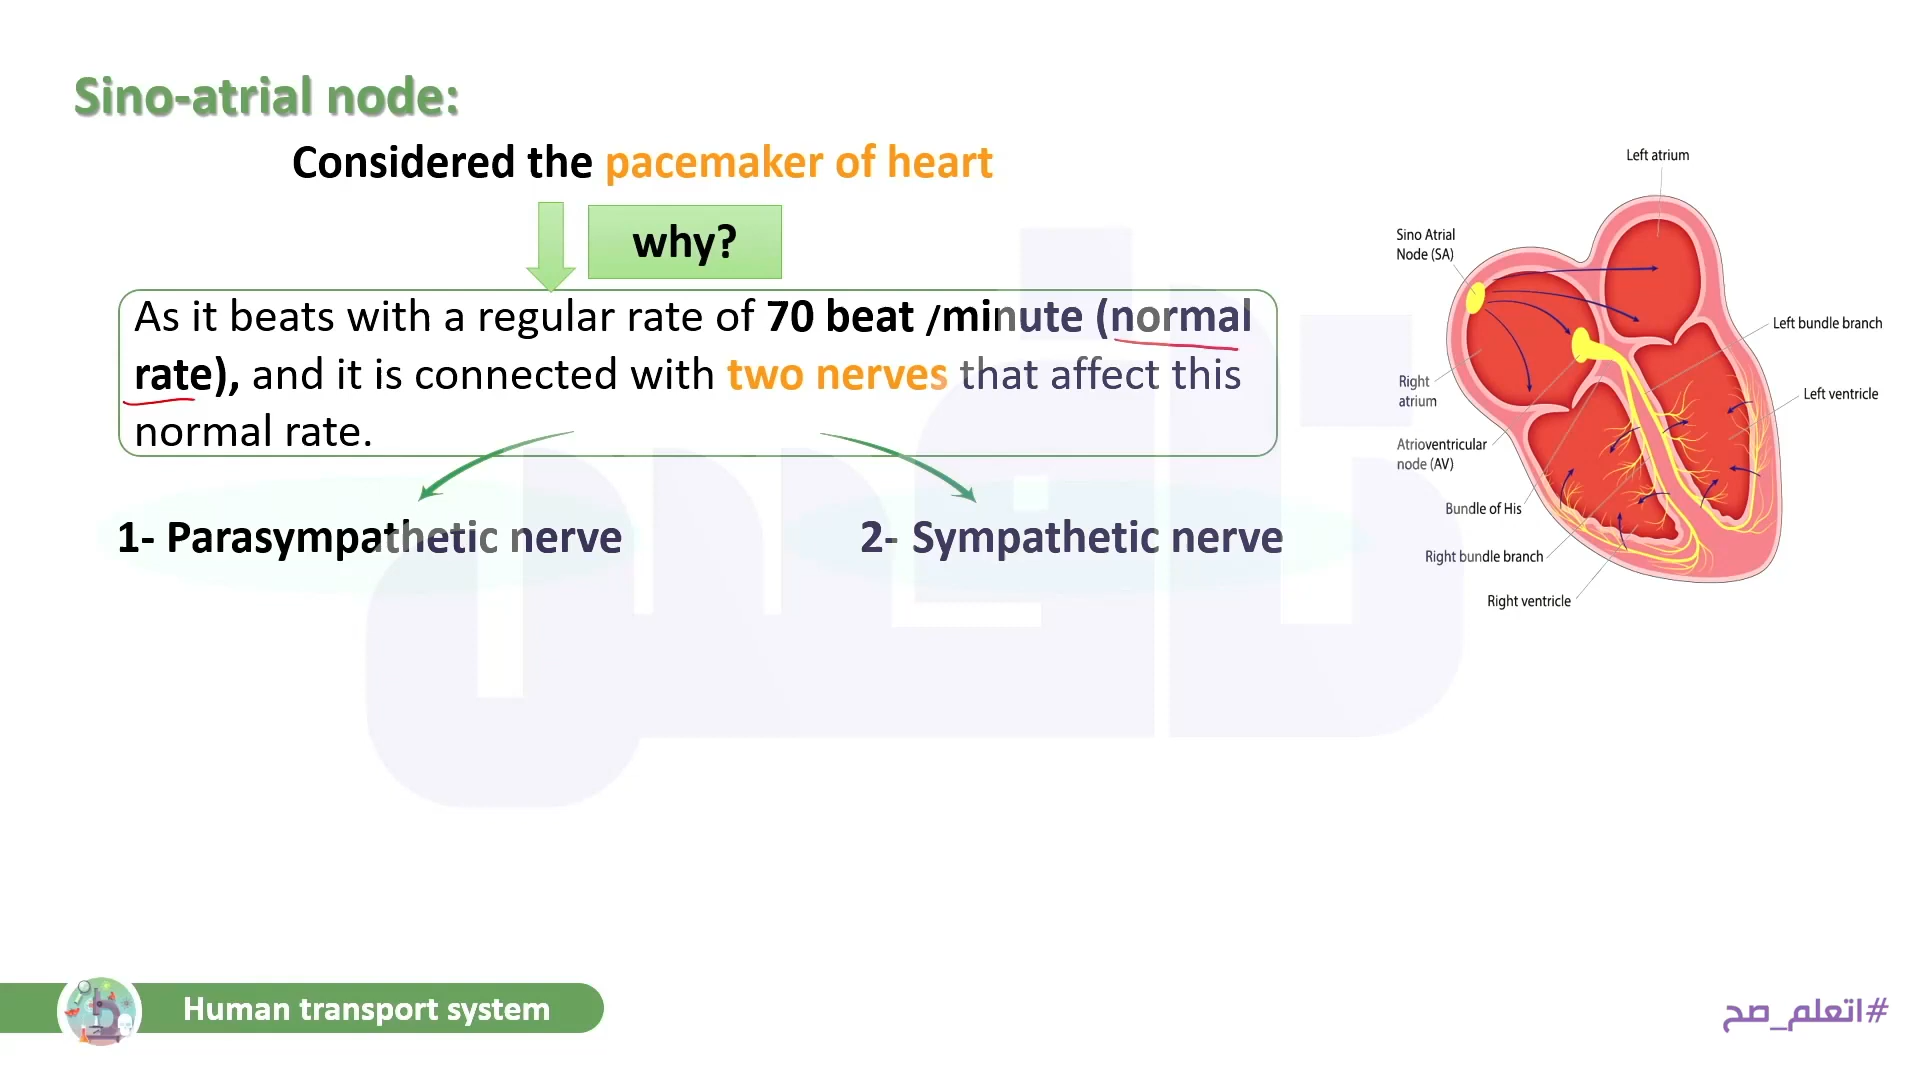 Sino-atrial node:
Considered the pacemaker of heart
why?
As it beats with a regular rate of 70 beat /minute (normal
rate), and it is connected with two nerves that affect this
normal rate.
1- Parasympathetic nerve
2- Sympathetic nerve
Left atrium
Sino Atrial
Node (SA)
Left bundle branch
Right
atrium
Left ventricle
Atrioventricular
node (AV)
Bundle of His
Right bundle branch
Right ventricle
Human transport system
#اتعلم_صح